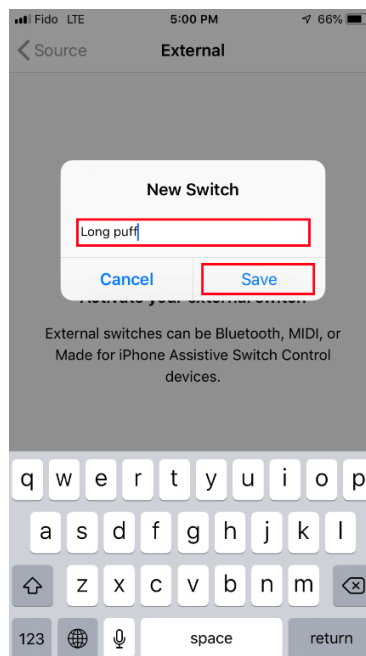 Fido LTE 5:00 PM 66%
Source External
New Switch
Long puff
Cancel Save
Activate your external switch
External switches can be Bluetooth, MIDI, or
Made for iPhone Assistive Switch Control
devices.
q w e r t y u i o p
a s d f g h j k l
z x c v b n m
123 space return